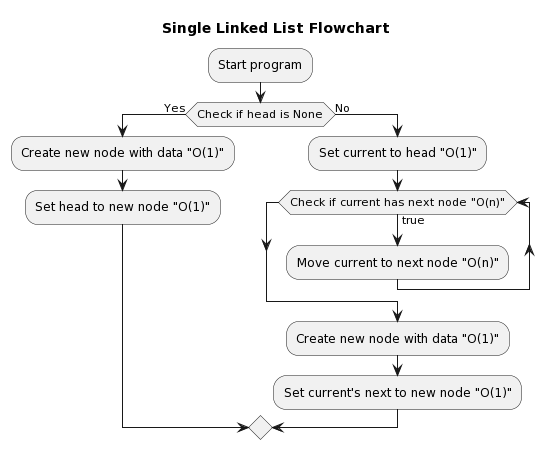 Single Linked List Flowchart
Start program
Yes
Check if head is None
No
Create new node with data "O(1)"
Set head to new node "O(1)"
Set current to head "O(1)"
Check if current has next node "O(n)"
true
Move current to next node "O(n)"
Create new node with data "O(1)"
Set current's next to new node "O(1)"